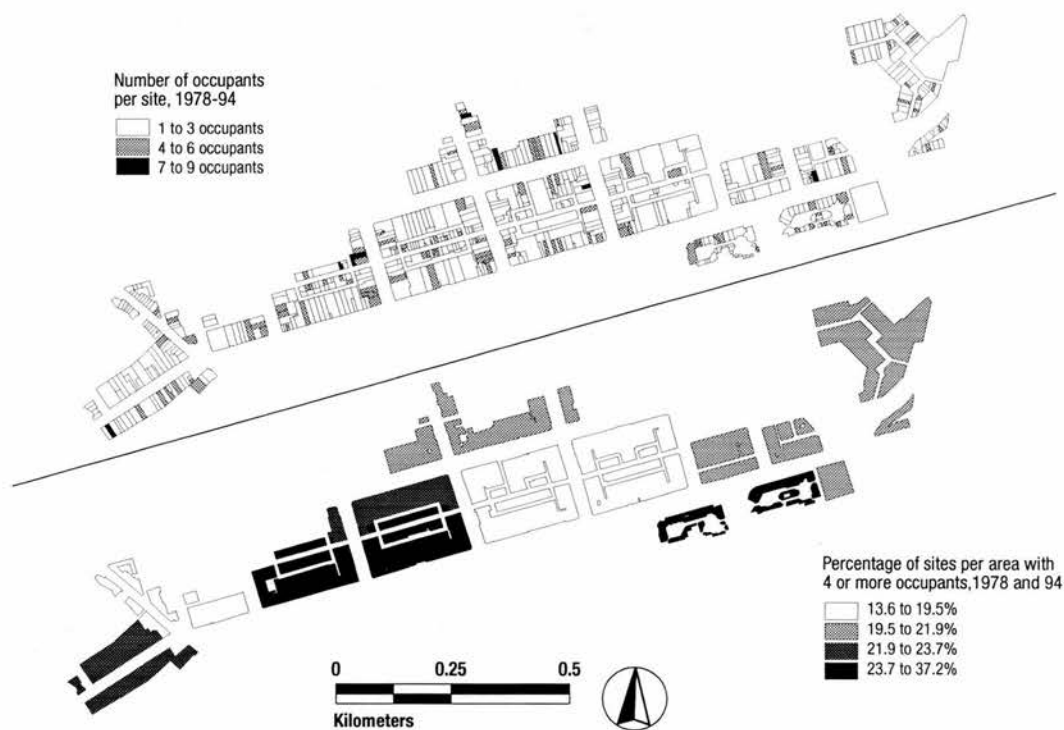 Number of occupants
per site, 1978-94
1 to 3 occupants
4 to 6 occupants
7 to 9 occupants
Percentage of sites per area with
4 or more occupants,1978 and 94
13.6 to 19.5%
19.5 to 21.9%
21.9 to 23.7%
23.7 to 37.2%
0 0.25 0.5
Kilometers